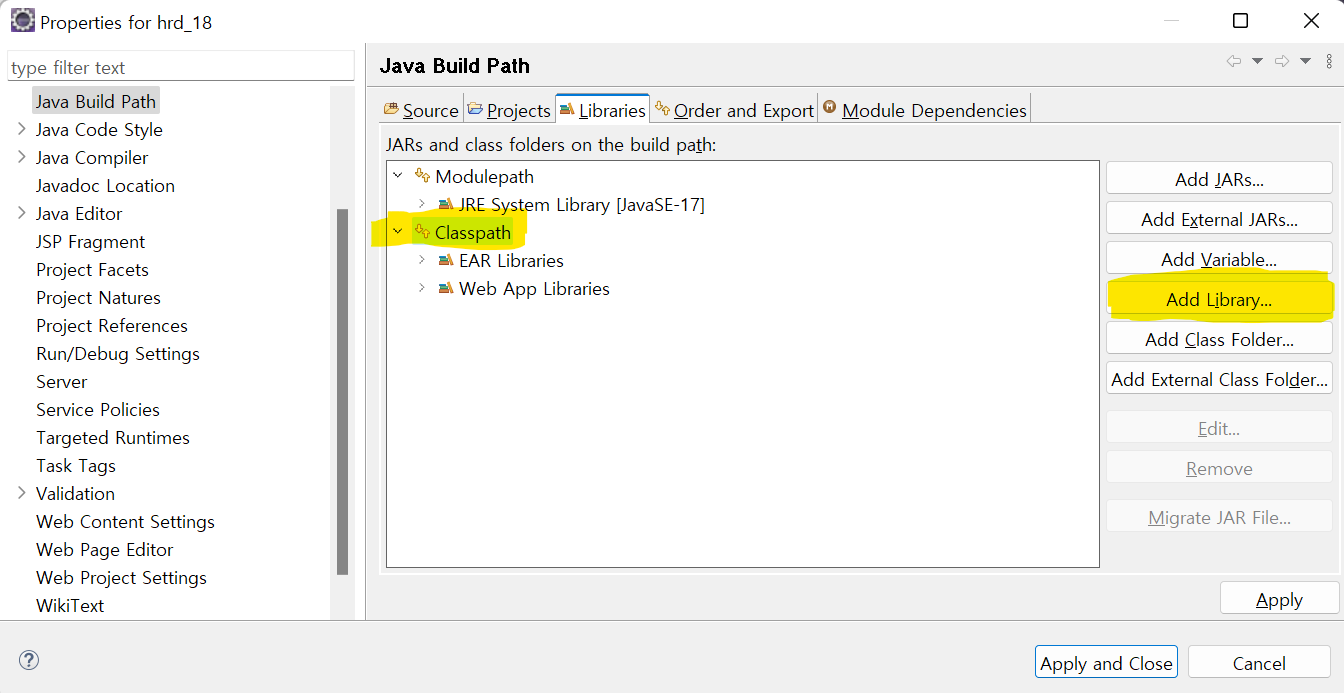 Properties for hrd_18
type filter text
Java Build Path
Java Code Style
Java Compiler
Javadoc Location
Java Editor
JSP Fragment
Project Facets
Project Natures
Project References
Run/Debug Settings
Server
Service Policies
Targeted Runtimes
Task Tags
Validation
Web Content Settings
Web Page Editor
Web Project Settings
WikiText
Java Build Path
Source Projects Libraries Order and Export Module Dependencies
JARs and class folders on the build path:
Modulepath
JRE System Library [JavaSE-17]
Classpath
EAR Libraries
Web App Libraries
Add JARs...
Add External JARs...
Add Variable...
Add Library...
Add Class Folder...
Add External Class Folder...
Edit...
Remove
Migrate JAR File...
Apply
Apply and Close Cancel